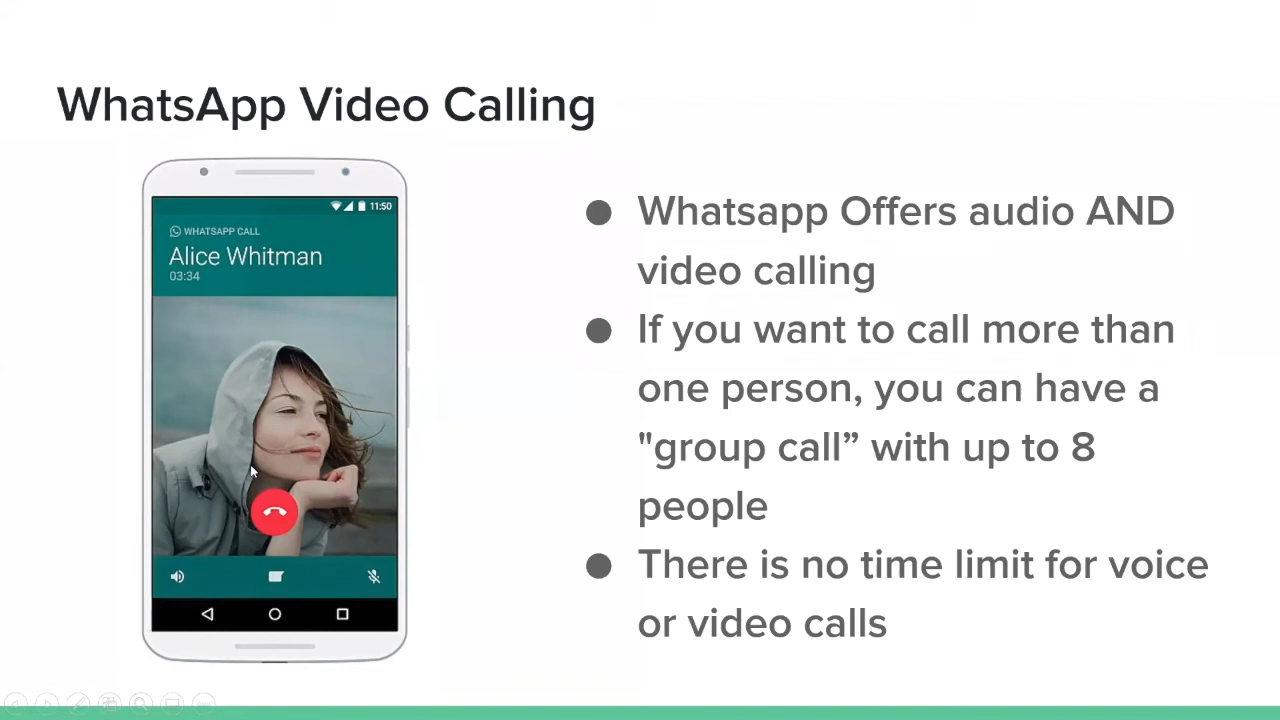 WhatsApp Video Calling
11:50
WHATSAPP CALL
Alice Whitman
03:34
● Whatsapp Offers audio AND
video calling
● If you want to call more than
one person, you can have a
"group call” with up to 8
people
● There is no time limit for voice
or video calls